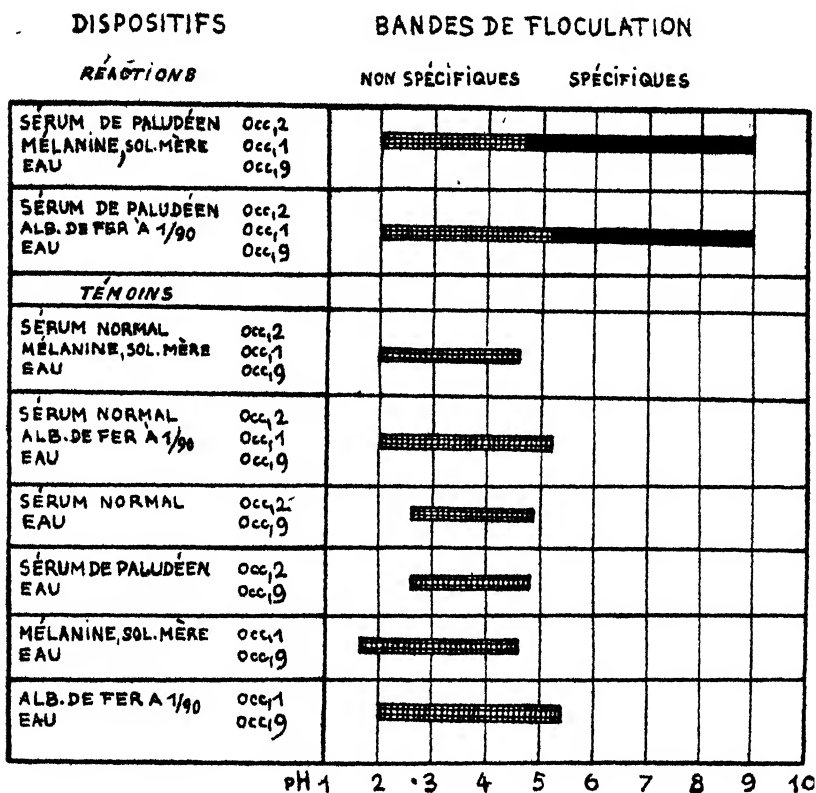 DISPOSITIFS BANDES DE FLOCULATION
RÉACTIONS NON SPÉCIFIQUES SPÉCIFIQUES
SÉRUM DE PALUDÉEN 0cc,2
MÉLANINE, SOL.MÈRE 0cc,1
EAU 0cc,9
SÉRUM DE PALUDÉEN 0cc,2
ALB. DE FER À 1/90 0cc,1
EAU 0cc,9
TÉMOINS
SÉRUM NORMAL 0cc,2
MÉLANINE, SOL.MÈRE 0cc,1
EAU 0cc,9
SÉRUM NORMAL 0cc,2
ALB. DE FER À 1/90 0cc,1
EAU 0cc,9
SÉRUM NORMAL 0cc,2
EAU 0cc,9
SÉRUM DE PALUDÉEN 0cc,2
EAU 0cc,9
MÉLANINE, SOL.MÈRE 0cc,1
EAU 0cc,9
ALB. DE FER A 1/90 0cc,1
EAU 0cc,9
pH 1 2 3 4 5 6 7 8 9 10